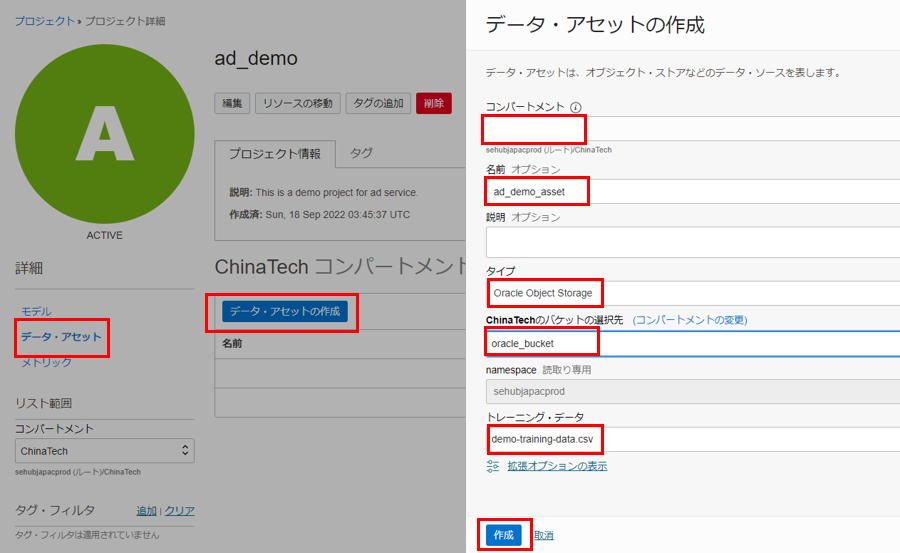 プロジェクト » プロジェクト詳細
A
ACTIVE
ad_demo
編集 リソースの移動 タグの追加 削除
プロジェクト情報 タグ
説明: This is a demo project for ad service.
作成済: Sun, 18 Sep 2022 03:45:37 UTC
詳細
モデル
データ・アセット
メトリック
リスト範囲
コンパートメント
ChinaTech
sehubjapacprod (ルート)/ChinaTech
タグ・フィルタ 追加 | クリア
タグ・フィルタは適用されていません
ChinaTech コンパートメント
データ・アセットの作成
名前
データ・アセットの作成
データ・アセットは、オブジェクト・ストアなどのデータ・ソースを表します。
コンパートメント
sehubjapacprod (ルート)/ChinaTech
名前 オプション
ad_demo_asset
説明 オプション
タイプ
Oracle Object Storage
ChinaTechのバケットの選択先 (コンパートメントの変更)
oracle_bucket
namespace 読取り専用
sehubjapacprod
トレーニング・データ
demo-training-data.csv
拡張オプションの表示
作成 取消